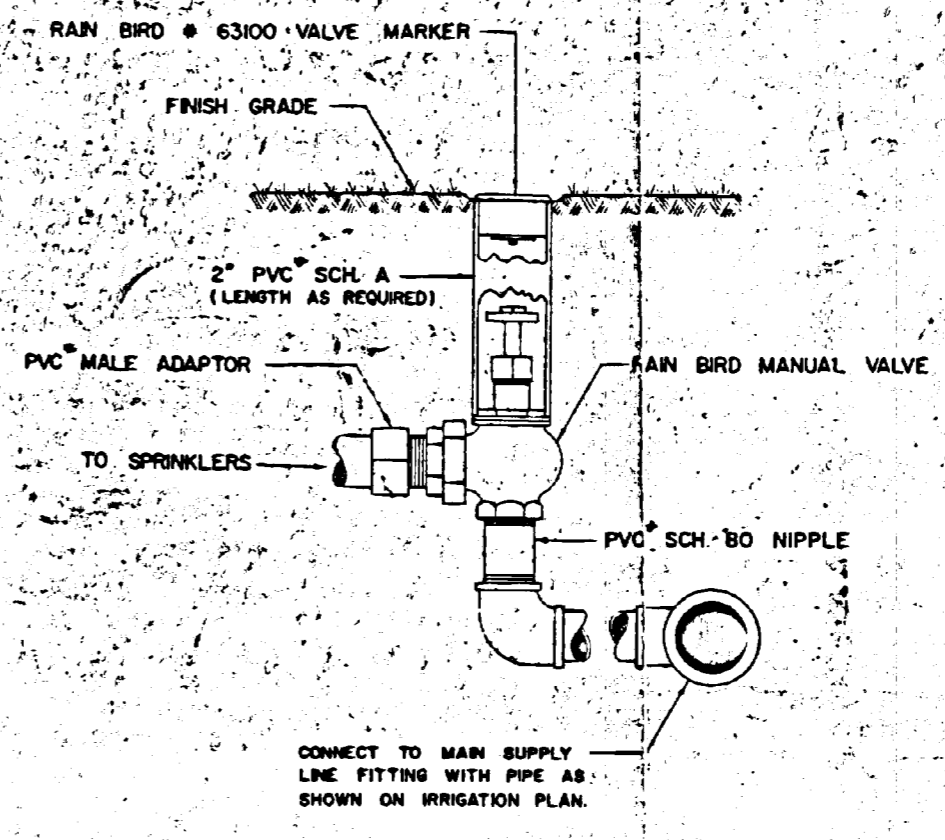 RAIN BIRD # 63100 VALVE MARKER
FINISH GRADE
2" PVC* SCH. A
(LENGTH AS REQUIRED)
PVC* MALE ADAPTOR
RAIN BIRD MANUAL VALVE
TO SPRINKLERS
PVC* SCH. 80 NIPPLE
CONNECT TO MAIN SUPPLY
LINE FITTING WITH PIPE AS
SHOWN ON IRRIGATION PLAN.